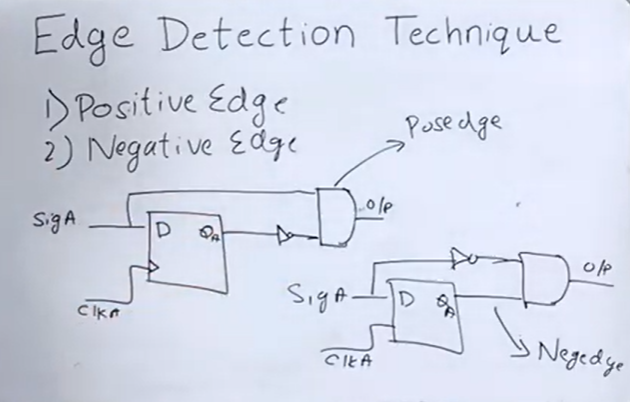 Edge Detection Technique
1) Positive Edge
2) Negative Edge
Posedge
SigA
D
QA
O/P
ClkA
SigA
D
QA
O/P
ClkA
Negedge